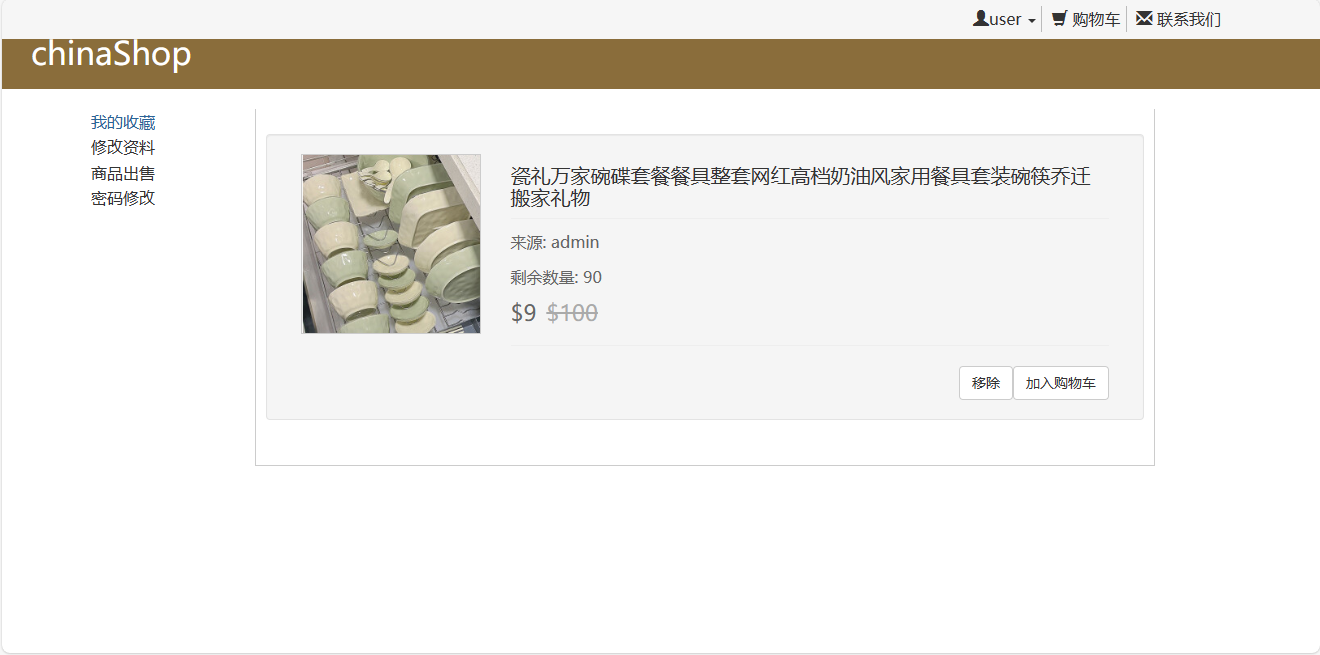 user
购物车
联系我们
chinaShop
我的收藏
修改资料
商品出售
密码修改
瓷礼万家碗碟套餐餐具整套网红高档奶油风家用餐具套装碗筷乔迁
搬家礼物
来源: admin
剩余数量: 90
$9 $100
移除
加入购物车